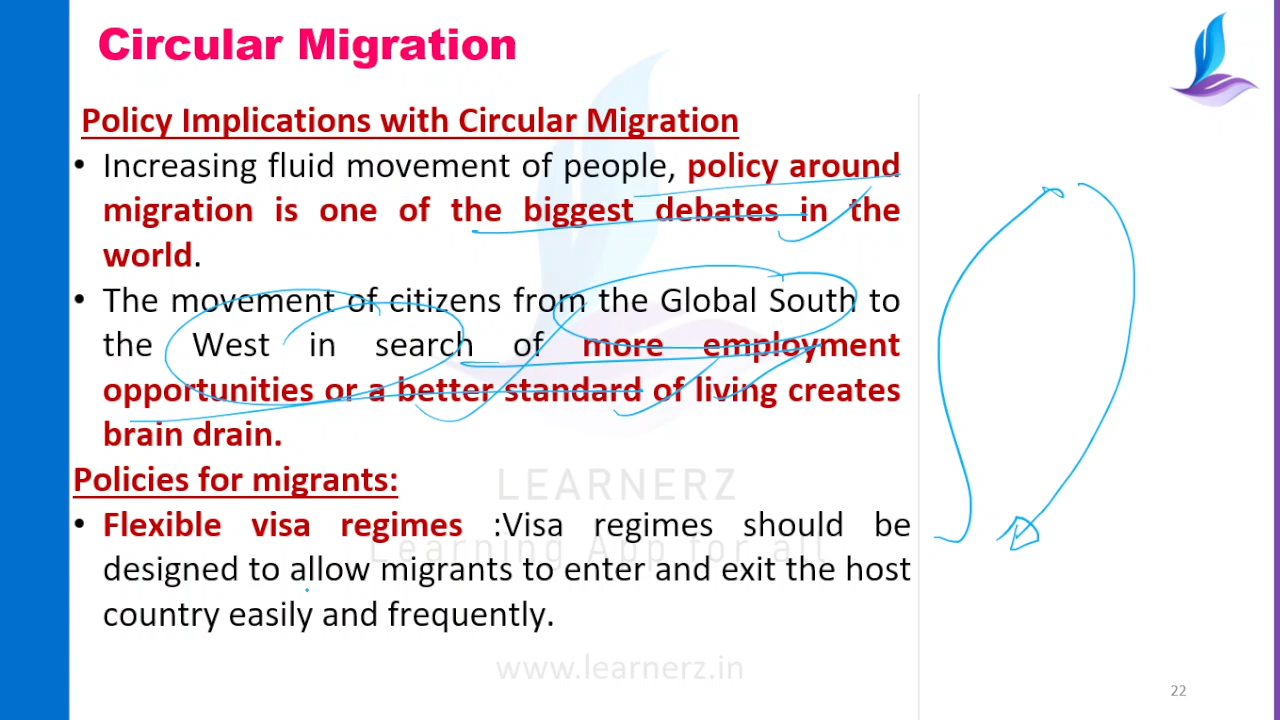 Circular Migration
Policy Implications with Circular Migration
• Increasing fluid movement of people, policy around
migration is one of the biggest debates in the
world.
• The movement of citizens from the Global South to
the West in search of more employment
opportunities or a better standard of living creates
brain drain.
LEARNERZ
Policies for migrants:
• Flexible visa regimes :Visa regimes should be
Learning App for all
designed to allow migrants to enter and exit the host
country easily and frequently.
www.learnerz.in
22